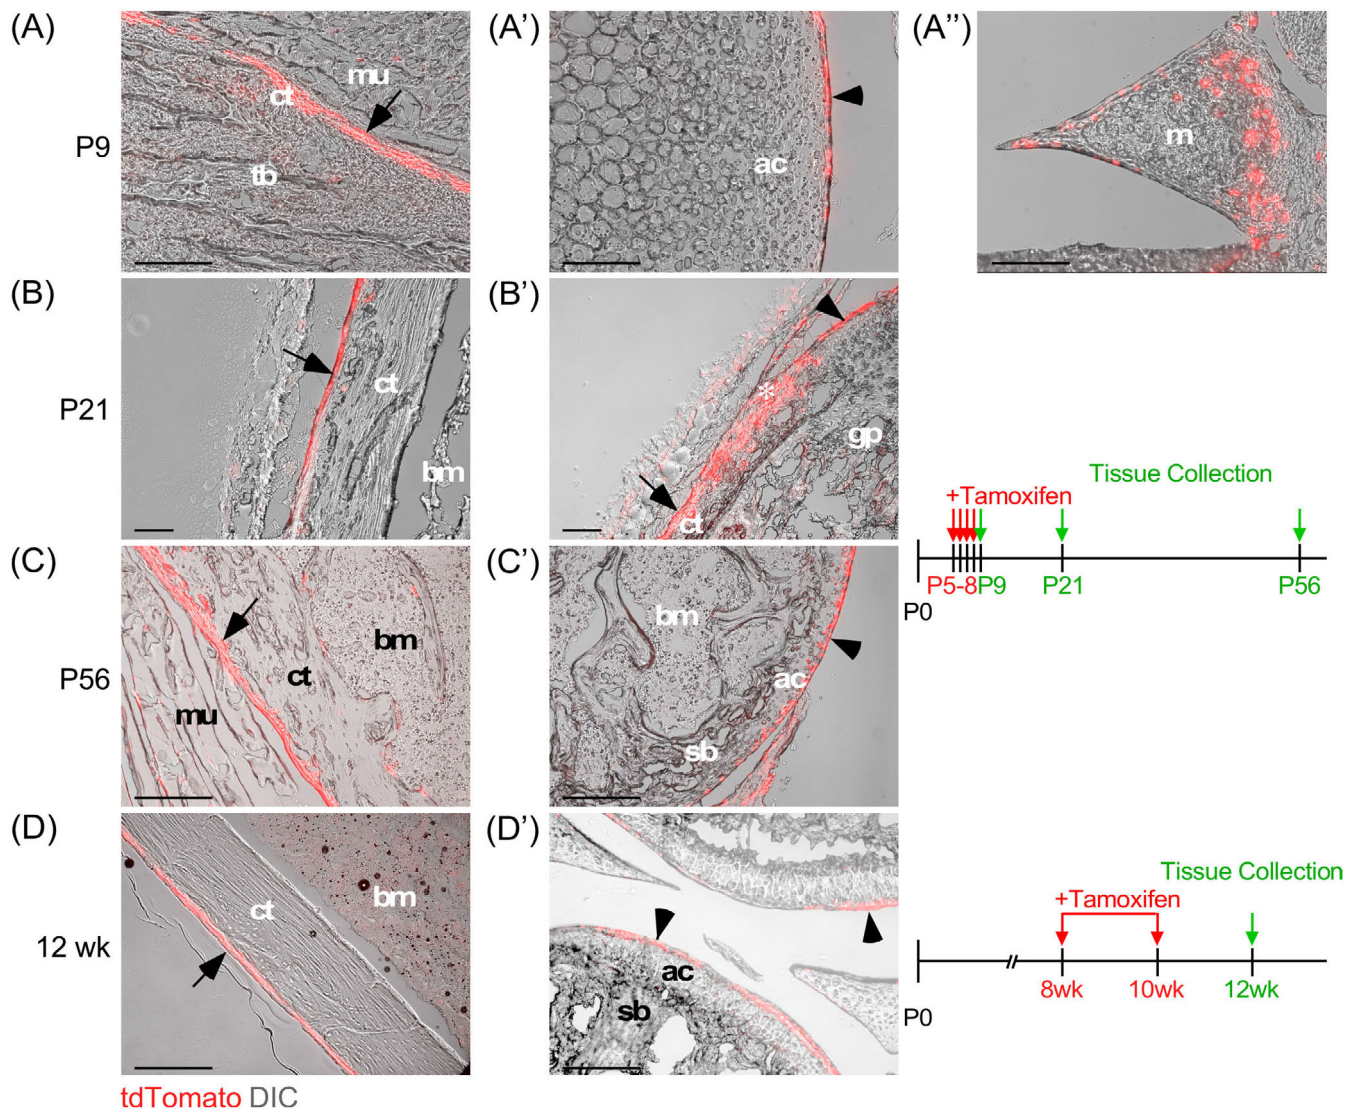 (A)
mu
ct
tb
(A')
ac
(A'')
m
P9
(B)
ct
bm
(B')
*
gp
ct
P21
(C)
bm
ct
mu
(C')
bm
ac
sb
P56
(D)
bm
ct
(D')
ac
sb
12 wk
tdTomato DIC
Tissue Collection
+Tamoxifen
P5-8 P9 P21 P56
P0
Tissue Collection
+Tamoxifen
8wk 10wk 12wk
P0